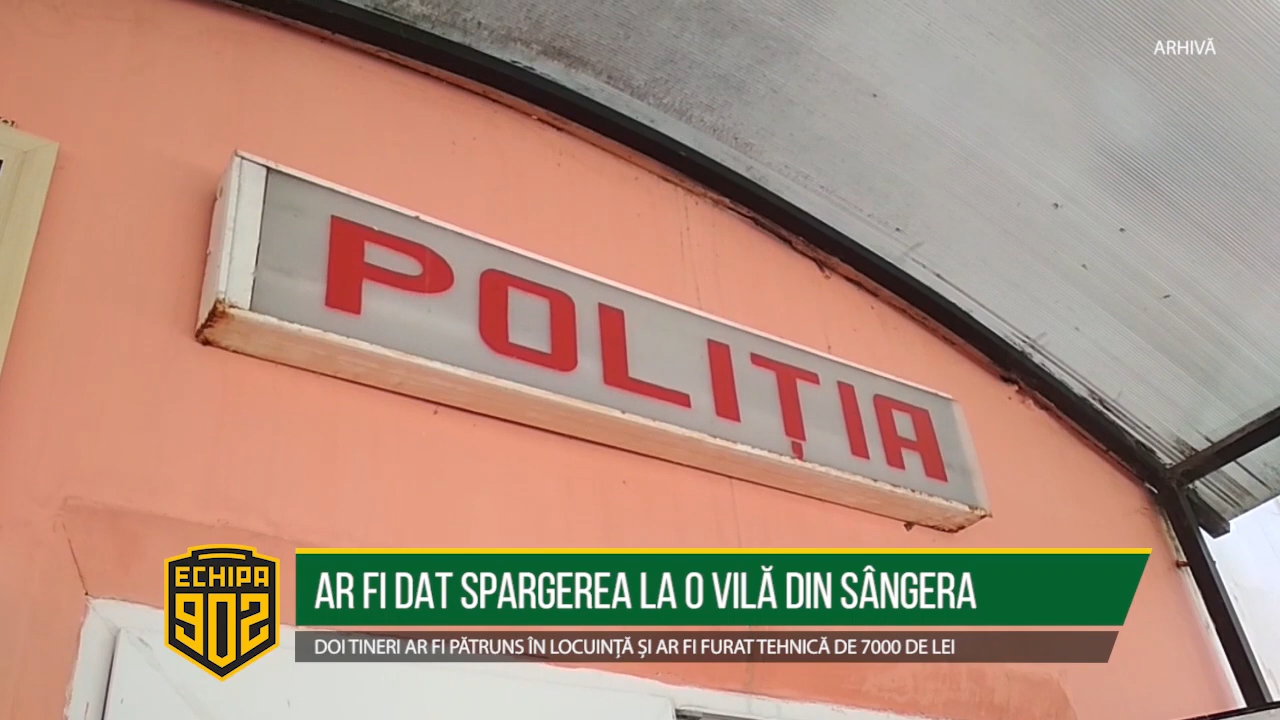 ARHIVĂ
POLIȚIA
ECHIPA
902
AR FI DAT SPARGEREA LA O VILĂ DIN SÂNGERA
DOI TINERI AR FI PĂTRUNS ÎN LOCUINȚĂ ȘI AR FI FURAT TEHNICĂ DE 7000 DE LEI